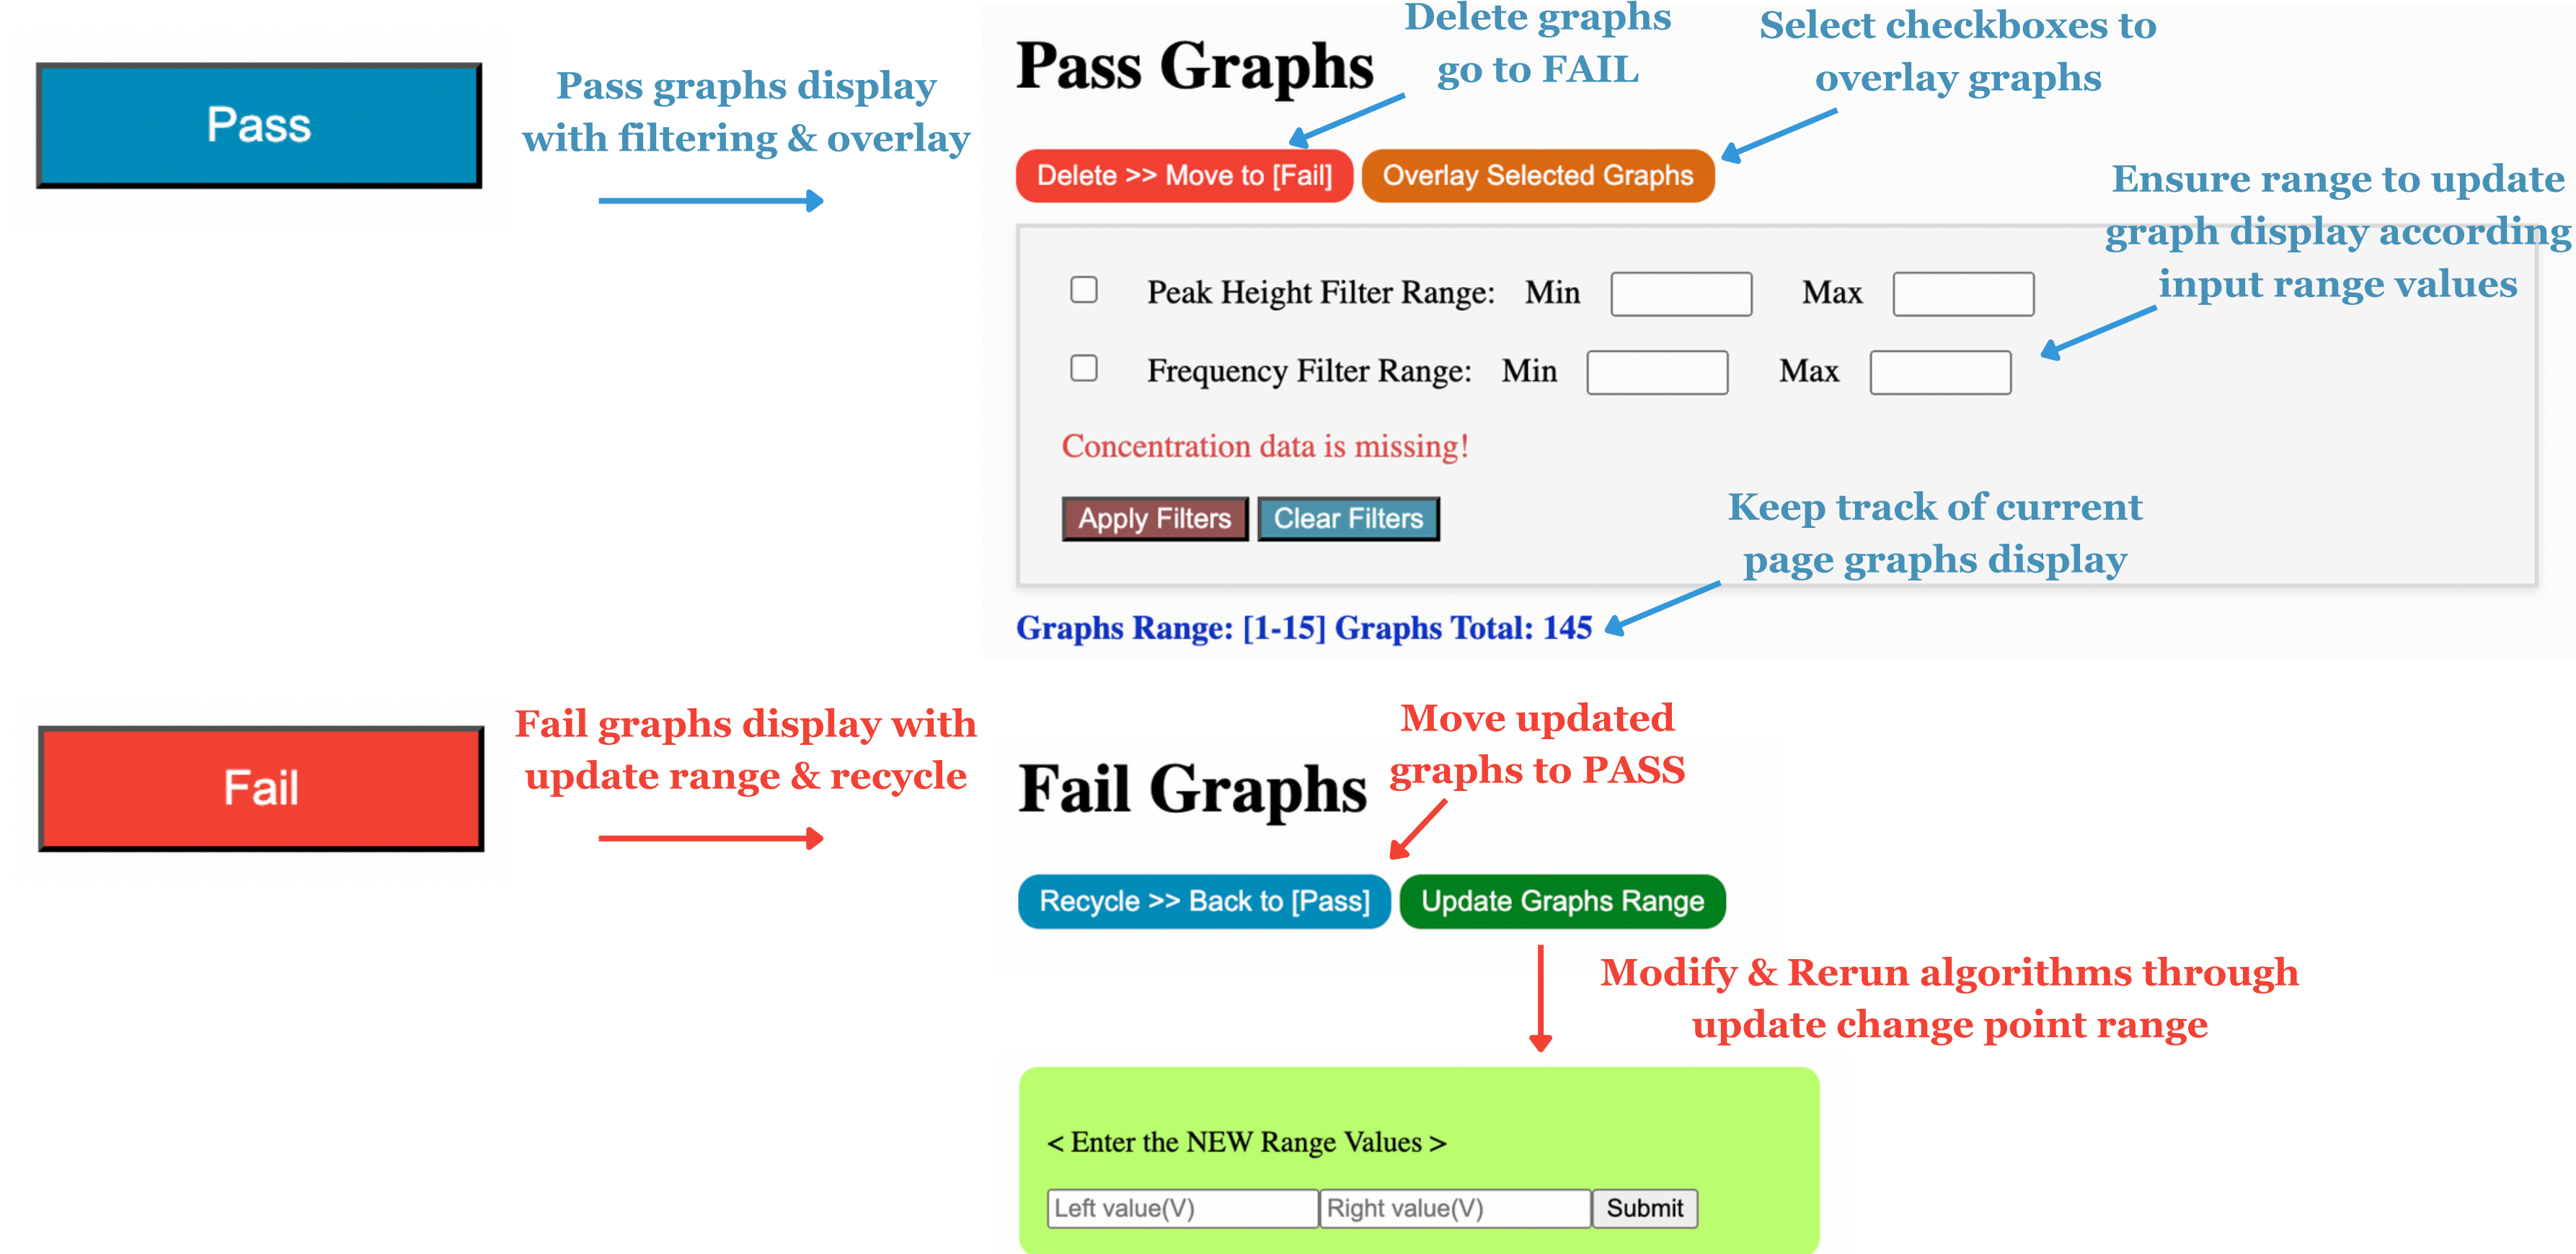 Pass
Pass graphs display
with filtering & overlay
Pass Graphs
Delete graphs
go to FAIL
Select checkboxes to
overlay graphs
Delete >> Move to [Fail]
Overlay Selected Graphs
Ensure range to update
graph display according
input range values
Peak Height Filter Range: Min Max
Frequency Filter Range: Min Max
Concentration data is missing!
Apply Filters
Clear Filters
Keep track of current
page graphs display
Graphs Range: [1-15] Graphs Total: 145
Fail
Fail graphs display with
update range & recycle
Fail Graphs
Move updated
graphs to PASS
Recycle >> Back to [Pass]
Update Graphs Range
Modify & Rerun algorithms through
update change point range
< Enter the NEW Range Values >
Left value(V)
Right value(V)
Submit